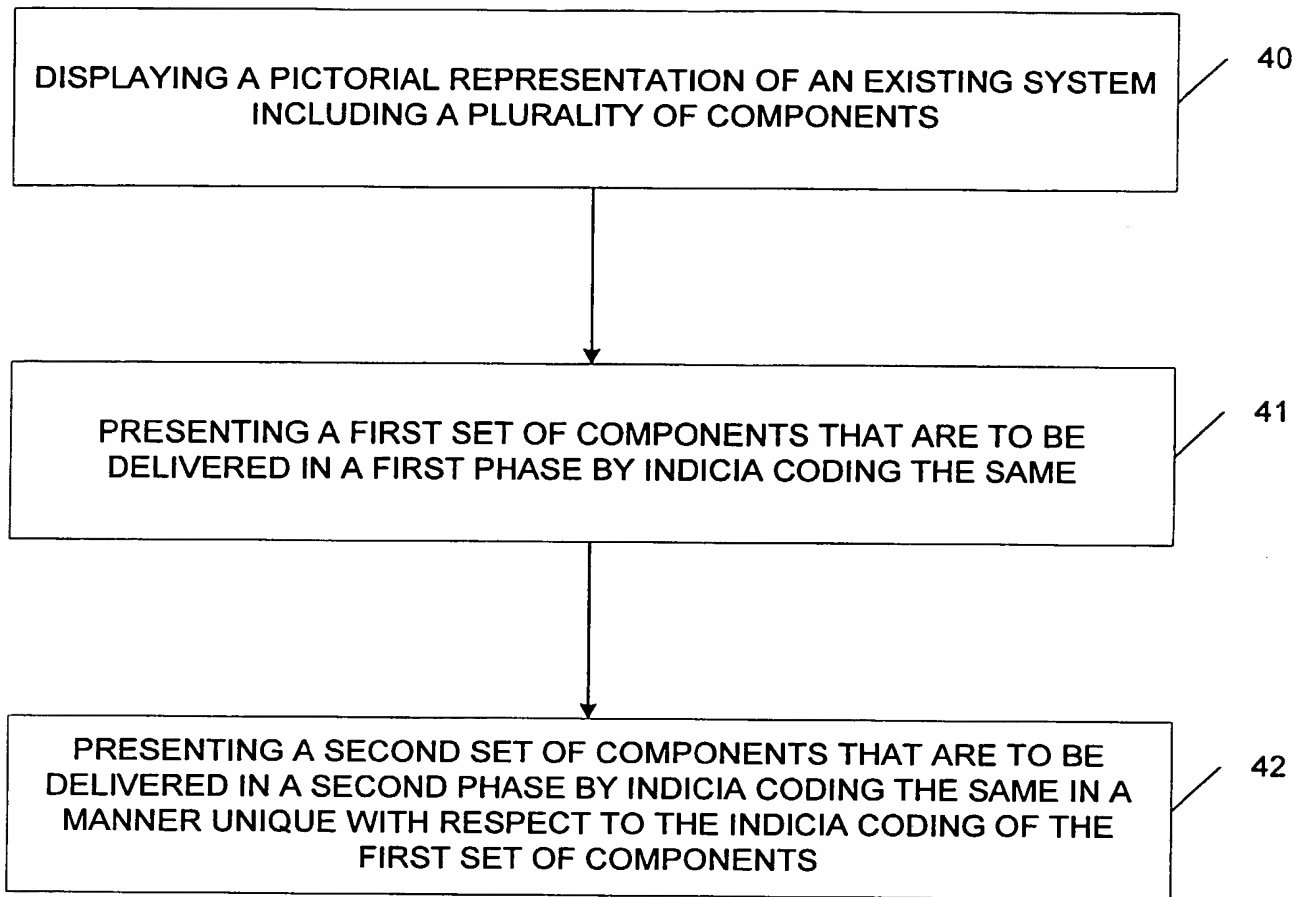 DISPLAYING A PICTORIAL REPRESENTATION OF AN EXISTING SYSTEM
INCLUDING A PLURALITY OF COMPONENTS
40
PRESENTING A FIRST SET OF COMPONENTS THAT ARE TO BE
DELIVERED IN A FIRST PHASE BY INDICIA CODING THE SAME
41
PRESENTING A SECOND SET OF COMPONENTS THAT ARE TO BE
DELIVERED IN A SECOND PHASE BY INDICIA CODING THE SAME IN A
MANNER UNIQUE WITH RESPECT TO THE INDICIA CODING OF THE
FIRST SET OF COMPONENTS
42